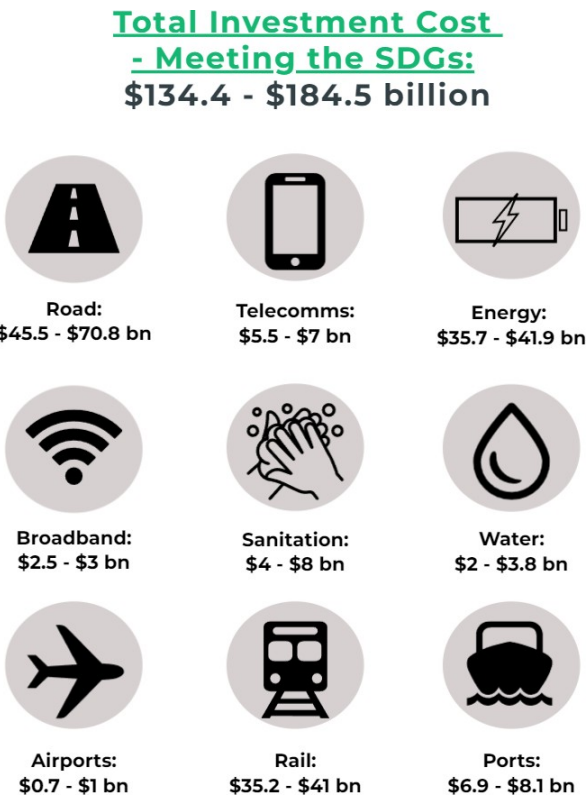 Total Investment Cost
- Meeting the SDGs:
$134.4 - $184.5 billion
Road:
$45.5 - $70.8 bn
Telecomms:
$5.5 - $7 bn
Energy:
$35.7 - $41.9 bn
Broadband:
$2.5 - $3 bn
Sanitation:
$4 - $8 bn
Water:
$2 - $3.8 bn
Airports:
$0.7 - $1 bn
Rail:
$35.2 - $41 bn
Ports:
$6.9 - $8.1 bn